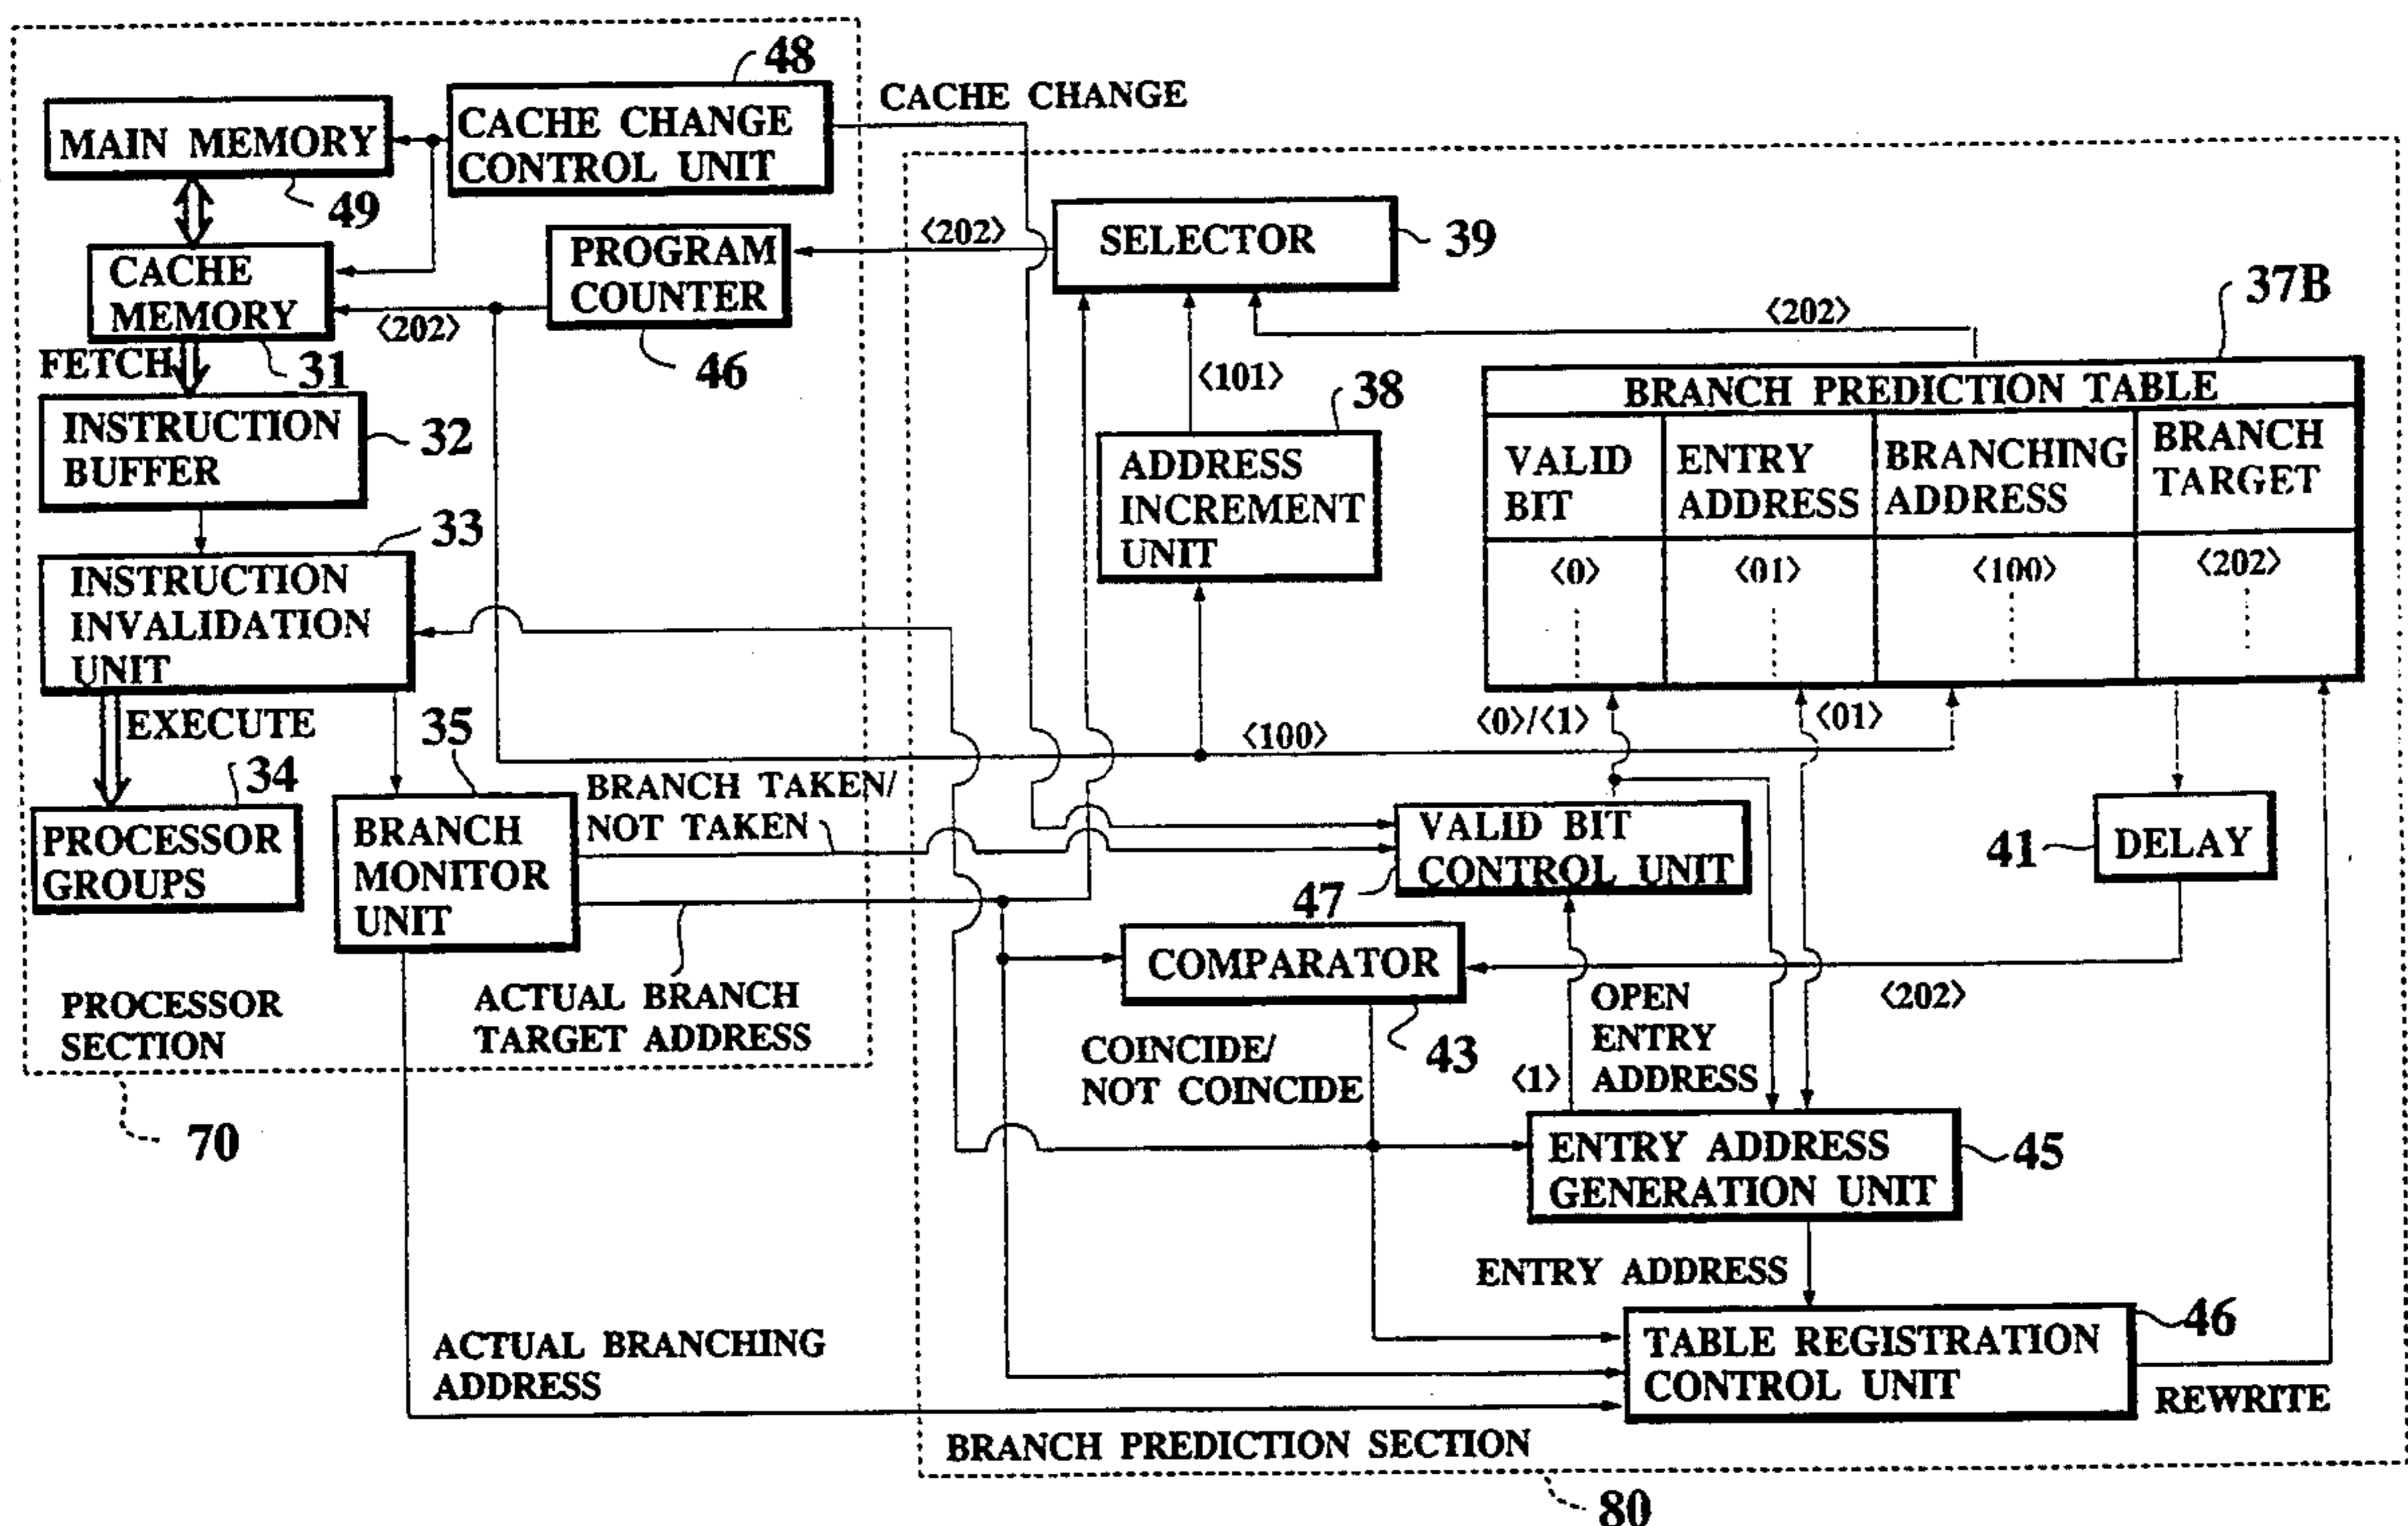 48
CACHE CHANGE
MAIN MEMORY
CACHE CHANGE
CONTROL UNIT
49
SELECTOR
39
<202>
PROGRAM
COUNTER
CACHE
MEMORY
<202>
46
37B
<202>
FETCH
31
<101>
38
BRANCH PREDICTION TABLE
VALID
BIT
ENTRY
ADDRESS
BRANCHING
ADDRESS
BRANCH
TARGET
<0>
<01>
<100>
<202>
INSTRUCTION
BUFFER
32
ADDRESS
INCREMENT
UNIT
33
INSTRUCTION
INVALIDATION
UNIT
EXECUTE
35
<100>
<0>/<1>
<01>
34
PROCESSOR
GROUPS
BRANCH
MONITOR
UNIT
BRANCH TAKEN/
NOT TAKEN
VALID BIT
CONTROL UNIT
47
41
DELAY
COMPARATOR
43
<202>
PROCESSOR
SECTION
70
ACTUAL BRANCH
TARGET ADDRESS
COINCIDE/
NOT COINCIDE
<1>
OPEN
ENTRY
ADDRESS
ENTRY ADDRESS
GENERATION UNIT
45
ENTRY ADDRESS
46
ACTUAL BRANCHING
ADDRESS
TABLE REGISTRATION
CONTROL UNIT
REWRITE
BRANCH PREDICTION SECTION
80